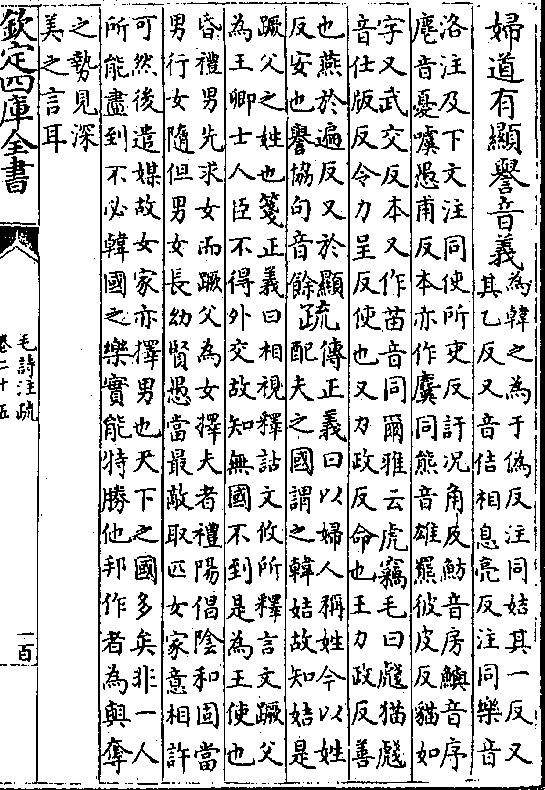 婦道有顯譽音義
為韓之為于偽反注同姞其一反又
其乙反又音佶相息亮反注同樂音
洛注及下文注同使所吏反訏况角反魴音房鱮音序
麀音憂噳愚甫反本亦作麌同熊音雄羆彼皮反貓如
字又武交反本又作苗音同爾雅云虎竊毛曰虦猫虦
音仕版反令力呈反使也又力政反命也王力政反善
也燕於遍反又於顯
反安也譽協句音餘
疏
傳正義曰以婦人稱姓今以姓
配夫之國謂之韓姞故知姞是
蹶父之姓也箋正義曰相視釋詁文攸所釋言文蹶父
為王卿士人臣不得外交故知無國不到是為王使也
昏禮男先求女而蹶父為女擇夫者禮陽倡陰和固當
男行女隨但男女長幼賢愚當最敵取匹女家意相許
可然後遣媒故女家亦擇男也天下之國多矣非一人
所能盡到不必韓國之樂實能特勝他邦作者為與奪
之勢見深
美之言耳
欽定四庫全書
毛詩注疏
卷二十五
一百